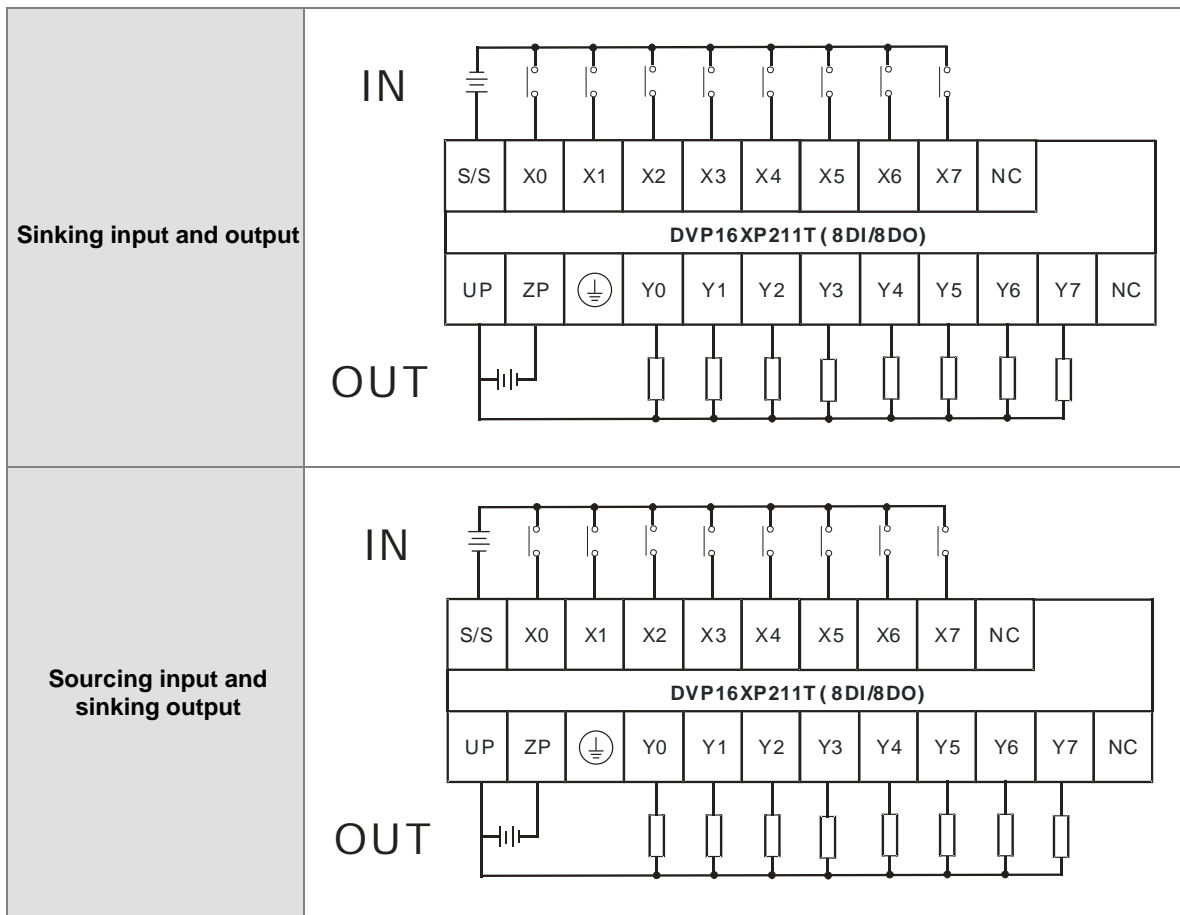 Sinking input and output
IN
S/S X0 X1 X2 X3 X4 X5 X6 X7 NC
DVP16XP211T ( 8DI/8DO)
UP ZP Y0 Y1 Y2 Y3 Y4 Y5 Y6 Y7 NC
OUT
Sourcing input and
sinking output
IN
S/S X0 X1 X2 X3 X4 X5 X6 X7 NC
DVP16XP211T ( 8DI/8DO)
UP ZP Y0 Y1 Y2 Y3 Y4 Y5 Y6 Y7 NC
OUT